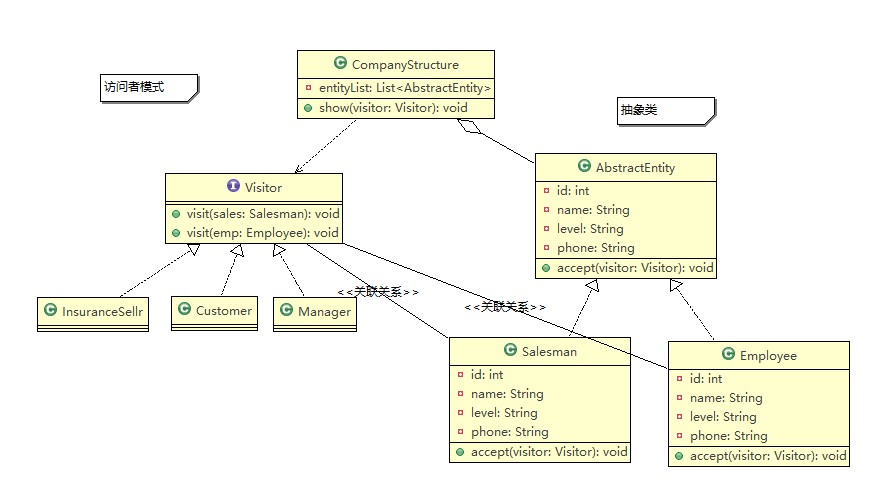 访问者模式
CompanyStructure
entityList: List<AbstractEntity>
show(visitor: Visitor): void
抽象类
Visitor
visit(sales: Salesman): void
visit(emp: Employee): void
AbstractEntity
id: int
name: String
level: String
phone: String
accept(visitor: Visitor): void
InsuranceSellr
Customer
Manager
<<关联关系>>
<<关联关系>>
Salesman
id: int
name: String
level: String
phone: String
accept(visitor: Visitor): void
Employee
id: int
name: String
level: String
phone: String
accept(visitor: Visitor): void